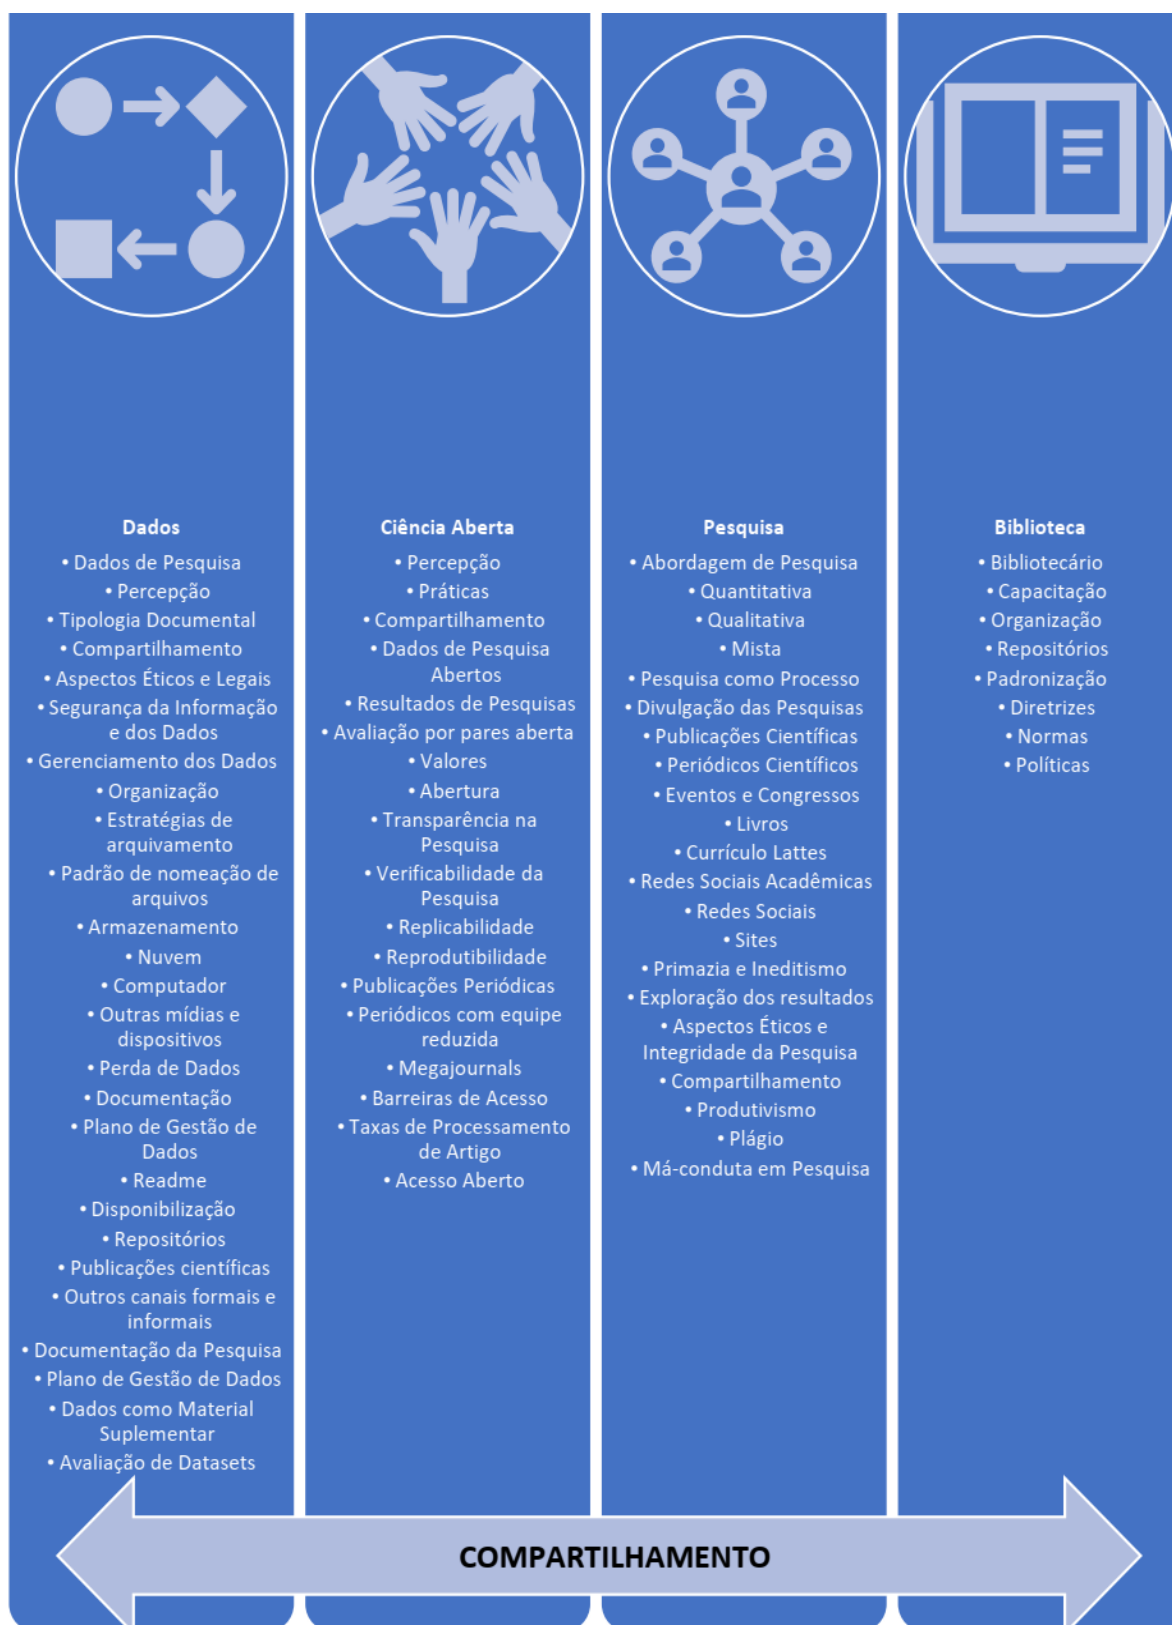 Dados
• Dados de Pesquisa
• Percepção
• Tipologia Documental
• Compartilhamento
• Aspectos Éticos e Legais
• Segurança da Informação
e dos Dados
• Gerenciamento dos Dados
• Organização
• Estratégias de
arquivamento
• Padrão de nomeação de
arquivos
• Armazenamento
• Nuvem
• Computador
• Outras mídias e
dispositivos
• Perda de Dados
• Documentação
• Plano de Gestão de
Dados
• Readme
• Disponibilização
• Repositórios
• Publicações científicas
• Outros canais formais e
informais
• Documentação da Pesquisa
• Plano de Gestão de Dados
• Dados como Material
Suplementar
• Avaliação de Datasets
Ciência Aberta
• Percepção
• Práticas
• Compartilhamento
• Dados de Pesquisa
Abertos
• Resultados de Pesquisas
• Avaliação por pares aberta
• Valores
• Abertura
• Transparência na
Pesquisa
• Verificabilidade da
Pesquisa
• Replicabilidade
• Reprodutibilidade
• Publicações Periódicas
• Periódicos com equipe
reduzida
• Megajournals
• Barreiras de Acesso
• Taxas de Processamento
de Artigo
• Acesso Aberto
Pesquisa
• Abordagem de Pesquisa
• Quantitativa
• Qualitativa
• Mista
• Pesquisa como Processo
• Divulgação das Pesquisas
• Publicações Científicas
• Periódicos Científicos
• Eventos e Congressos
• Livros
• Currículo Lattes
• Redes Sociais Acadêmicas
• Redes Sociais
• Sites
• Primazia e Ineditismo
• Exploração dos resultados
• Aspectos Éticos e
Integridade da Pesquisa
• Compartilhamento
• Produtivismo
• Plágio
• Má-conduta em Pesquisa
Biblioteca
• Bibliotecário
• Capacitação
• Organização
• Repositórios
• Padronização
• Diretrizes
• Normas
• Políticas
COMPARTILHAMENTO